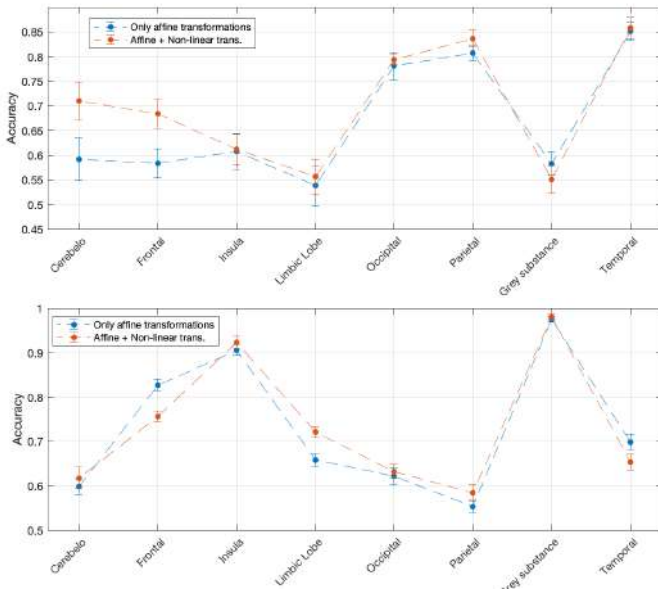 0.85
0.8
0.75
0.7
0.65
0.6
0.55
0.5
0.45
Accuracy
Only affine transformations
Affine + Non-linear trans.
Cerebelo
Frontal
Insula
Limbic Lobe
Occipital
Parietal
Grey substance
Temporal
1
0.9
0.8
0.7
0.6
0.5
Accuracy
Only affine transformations
Affine + Non-linear trans.
Cerebelo
Frontal
Insula
Limbic Lobe
Occipital
Parietal
Grey substance
Temporal